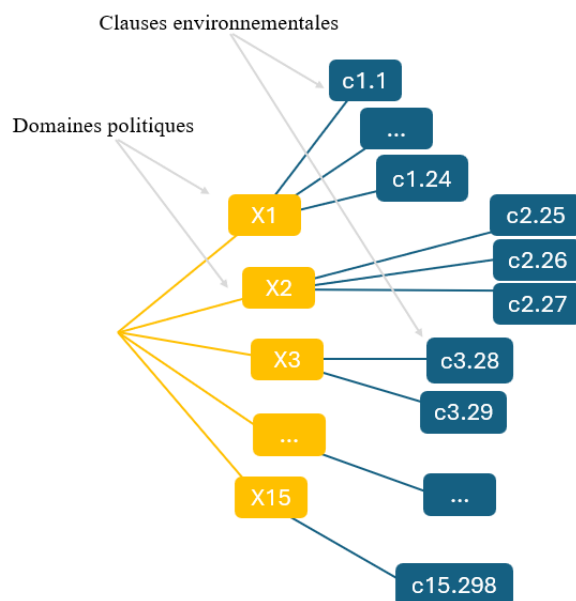 Clauses environnementales
c1.1
Domaines politiques
...
c1.24
X1
c2.25
c2.26
X2
c2.27
X3
c3.28
c3.29
...
...
X15
c15.298